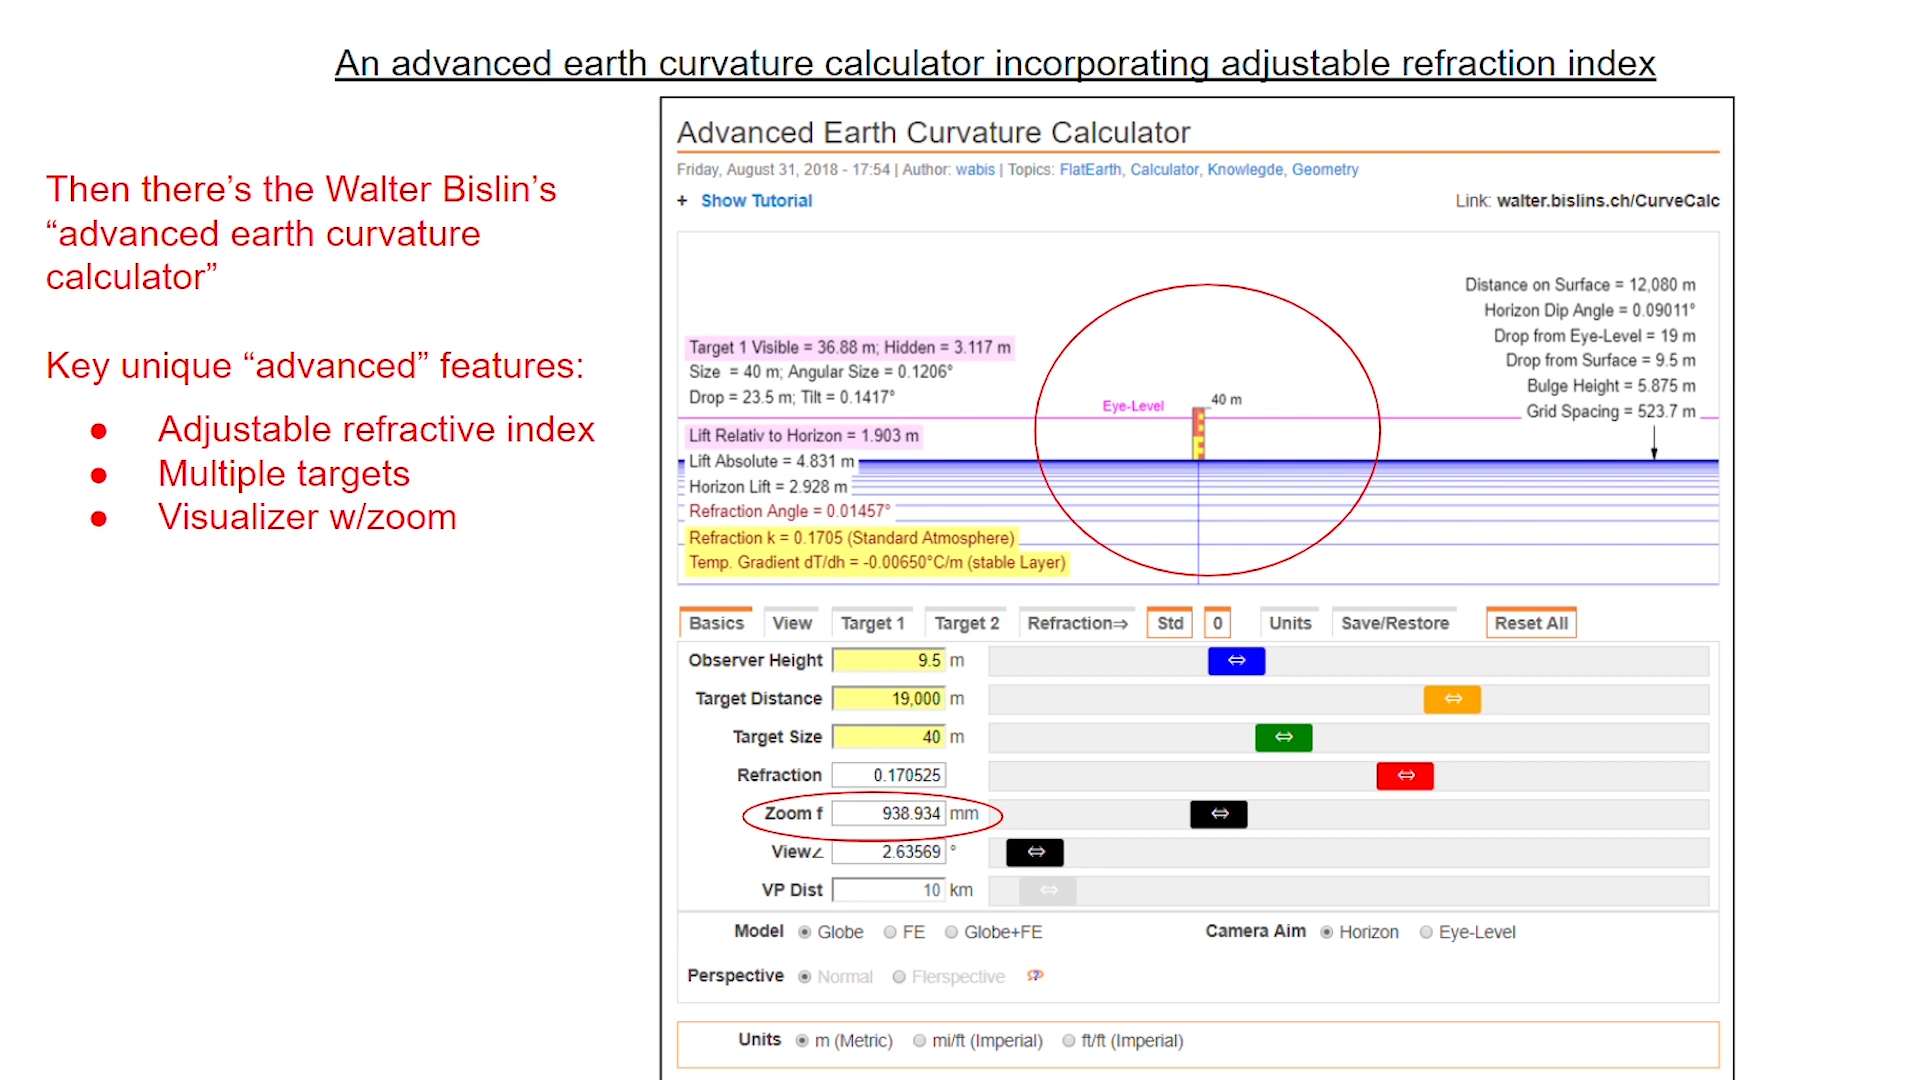 An advanced earth curvature calculator incorporating adjustable refraction index
Then there's the Walter Bislin's
“advanced earth curvature
calculator”
Key unique “advanced” features:
● Adjustable refractive index
● Multiple targets
● Visualizer w/zoom
Advanced Earth Curvature Calculator
Friday, August 31, 2018 - 17:54 | Author: wabis | Topics: FlatEarth, Calculator, Knowlegde, Geometry
+ Show Tutorial
Link: walter.bislins.ch/CurveCalc
Distance on Surface = 12,080 m
Horizon Dip Angle = 0.09011°
Drop from Eye-Level = 19 m
Drop from Surface = 9.5 m
Bulge Height = 5.875 m
Grid Spacing = 523.7 m
Target 1 Visible = 36.88 m; Hidden = 3.117 m
Size = 40 m; Angular Size = 0.1206°
Drop = 23.5 m; Tilt = 0.1417°
Eye-Level
40 m
Lift Relativ to Horizon = 1.903 m
Lift Absolute = 4.831 m
Horizon Lift = 2.928 m
Refraction Angle = 0.01457°
Refraction k = 0.1705 (Standard Atmosphere)
Temp. Gradient dT/dh = -0.00650°C/m (stable Layer)
Basics View Target 1 Target 2 Refraction⇒ Std 0 Units Save/Restore Reset All
Observer Height 9.5 m
Target Distance 19,000 m
Target Size 40 m
Refraction 0.170525
Zoom f 938.934 mm
View∠ 2.63569 °
VP Dist 10 km
Model Globe FE Globe+FE Camera Aim Horizon Eye-Level
Perspective Normal Flerspective
Units m (Metric) mi/ft (Imperial) ft/ft (Imperial)